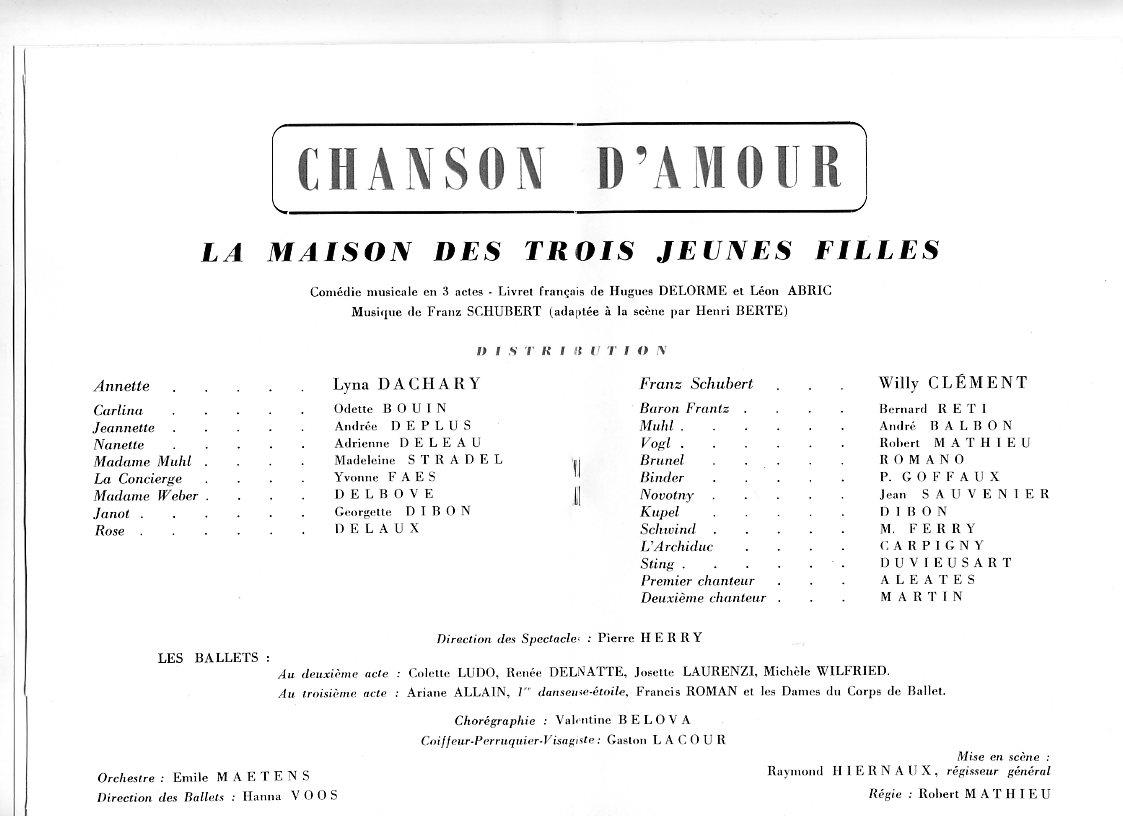 CHANSON D'AMOUR
LA MAISON DES TROIS JEUNES FILLES
Comédie musicale en 3 actes - Livret français de Hugues DELORME et Léon ABRIC
Musique de Franz SCHUBERT (adaptée à la scène par Henri BERTE)
DISTRIBUTION
Annette . . . . . Lyna DACHARY
Carlina . . . . . Odette BOUIN
Jeannette . . . . . Andrée DEPLUS
Nanette . . . . . Adrienne DELEAU
Madame Muhl . . . . Madeleine STRADEL
La Concierge . . . . Yvonne FAES
Madame Weber . . . . DELBOVE
Janot . . . . . . Georgette DIBON
Rose . . . . . . DELAUX
Franz Schubert . . . Willy CLÉMENT
Baron Frantz . . . . Bernard RETI
Muhl . . . . . . André BALBON
Vogl . . . . . . Robert MATHIEU
Brunel . . . . . ROMANO
Binder . . . . . P. GOFFAUX
Novotny . . . . . Jean SAUVENIER
Kupel . . . . . DIBON
Schwind . . . . . M. FERRY
L'Archiduc . . . . CARPIGNY
Sting . . . . . . DUVIEUSART
Premier chanteur . . . ALEATES
Deuxième chanteur . . . MARTIN
Direction des Spectacles : Pierre HERRY
LES BALLETS :
Au deuxième acte : Colette LUDO, Renée DELNATTE, Josette LAURENZI, Michèle WILFRIED.
Au troisième acte : Ariane ALLAIN, 1re danseuse-étoile, Francis ROMAN et les Dames du Corps de Ballet.
Chorégraphie : Valentine BELOVA
Coiffeur-Perruquier-Visagiste : Gaston LACOUR
Orchestre : Emile MAETENS
Direction des Ballets : Hanna VOOS
Mise en scène :
Raymond HIERNAUX, régisseur général
Régie : Robert MATHIEU